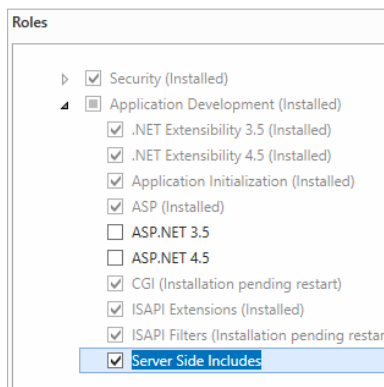 Roles
Security (Installed)
Application Development (Installed)
.NET Extensibility 3.5 (Installed)
.NET Extensibility 4.5 (Installed)
Application Initialization (Installed)
ASP (Installed)
ASP.NET 3.5
ASP.NET 4.5
CGI (Installation pending restart)
ISAPI Extensions (Installed)
ISAPI Filters (Installation pending restar
Server Side Includes